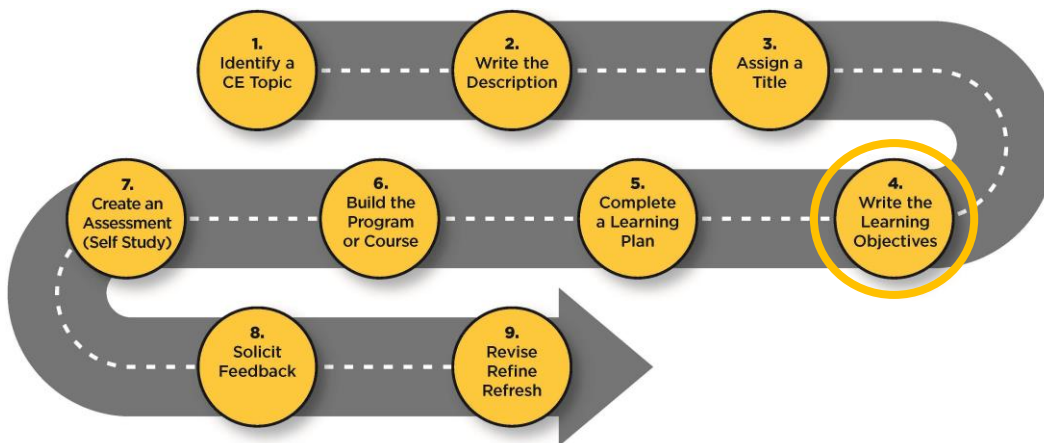 1.
Identify a
CE Topic
2.
Write the
Description
3.
Assign a
Title
4.
Write the
Learning
Objectives
5.
Complete
a Learning
Plan
6.
Build the
Program
or Course
7.
Create an
Assessment
(Self Study)
8.
Solicit
Feedback
9.
Revise
Refine
Refresh